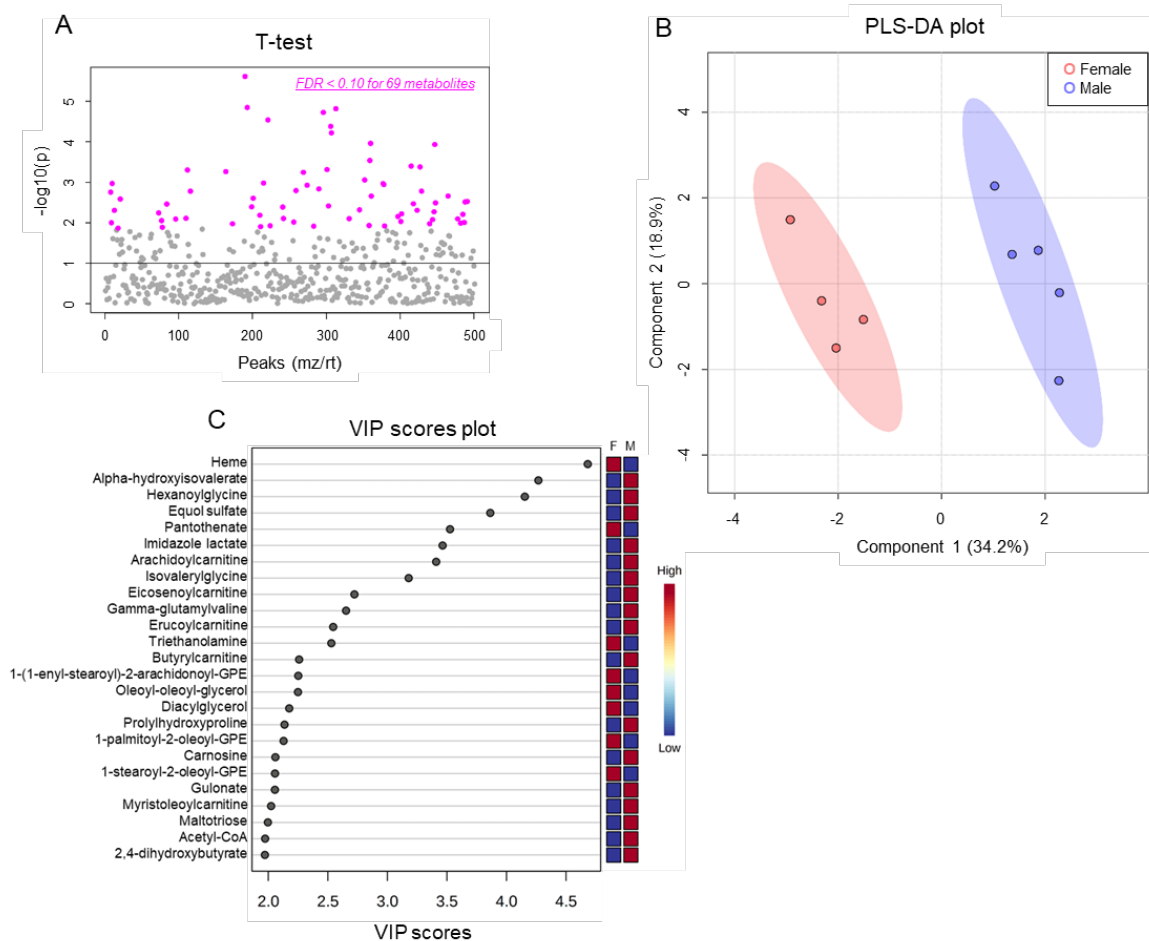 A
T-test
FDR < 0.10 for 69 metabolites
-log10(p)
5
4
3
2
1
0
0 100 200 300 400 500
Peaks (mz/rt)
B
PLS-DA plot
Female
Male
Component 2 (18.9%)
4
2
0
-2
-4
-4 -2 0 2
Component 1 (34.2%)
C
VIP scores plot
F M
Heme
Alpha-hydroxyisovalerate
Hexanoylglycine
Equol sulfate
Pantothenate
Imidazole lactate
Arachidoylcarnitine
Isovalerylglycine
Eicosenoylcarnitine
Gamma-glutamylvaline
Erucoylcarnitine
Triethanolamine
Butyrylcarnitine
1-(1-enyl-stearoyl)-2-arachidonoyl-GPE
Oleoyl-oleoyl-glycerol
Diacylglycerol
Prolylhydroxyproline
1-palmitoyl-2-oleoyl-GPE
Carnosine
1-stearoyl-2-oleoyl-GPE
Gulonate
Myristoleoylcarnitine
Maltotriose
Acetyl-CoA
2,4-dihydroxybutyrate
2.0 2.5 3.0 3.5 4.0 4.5
VIP scores
High
Low